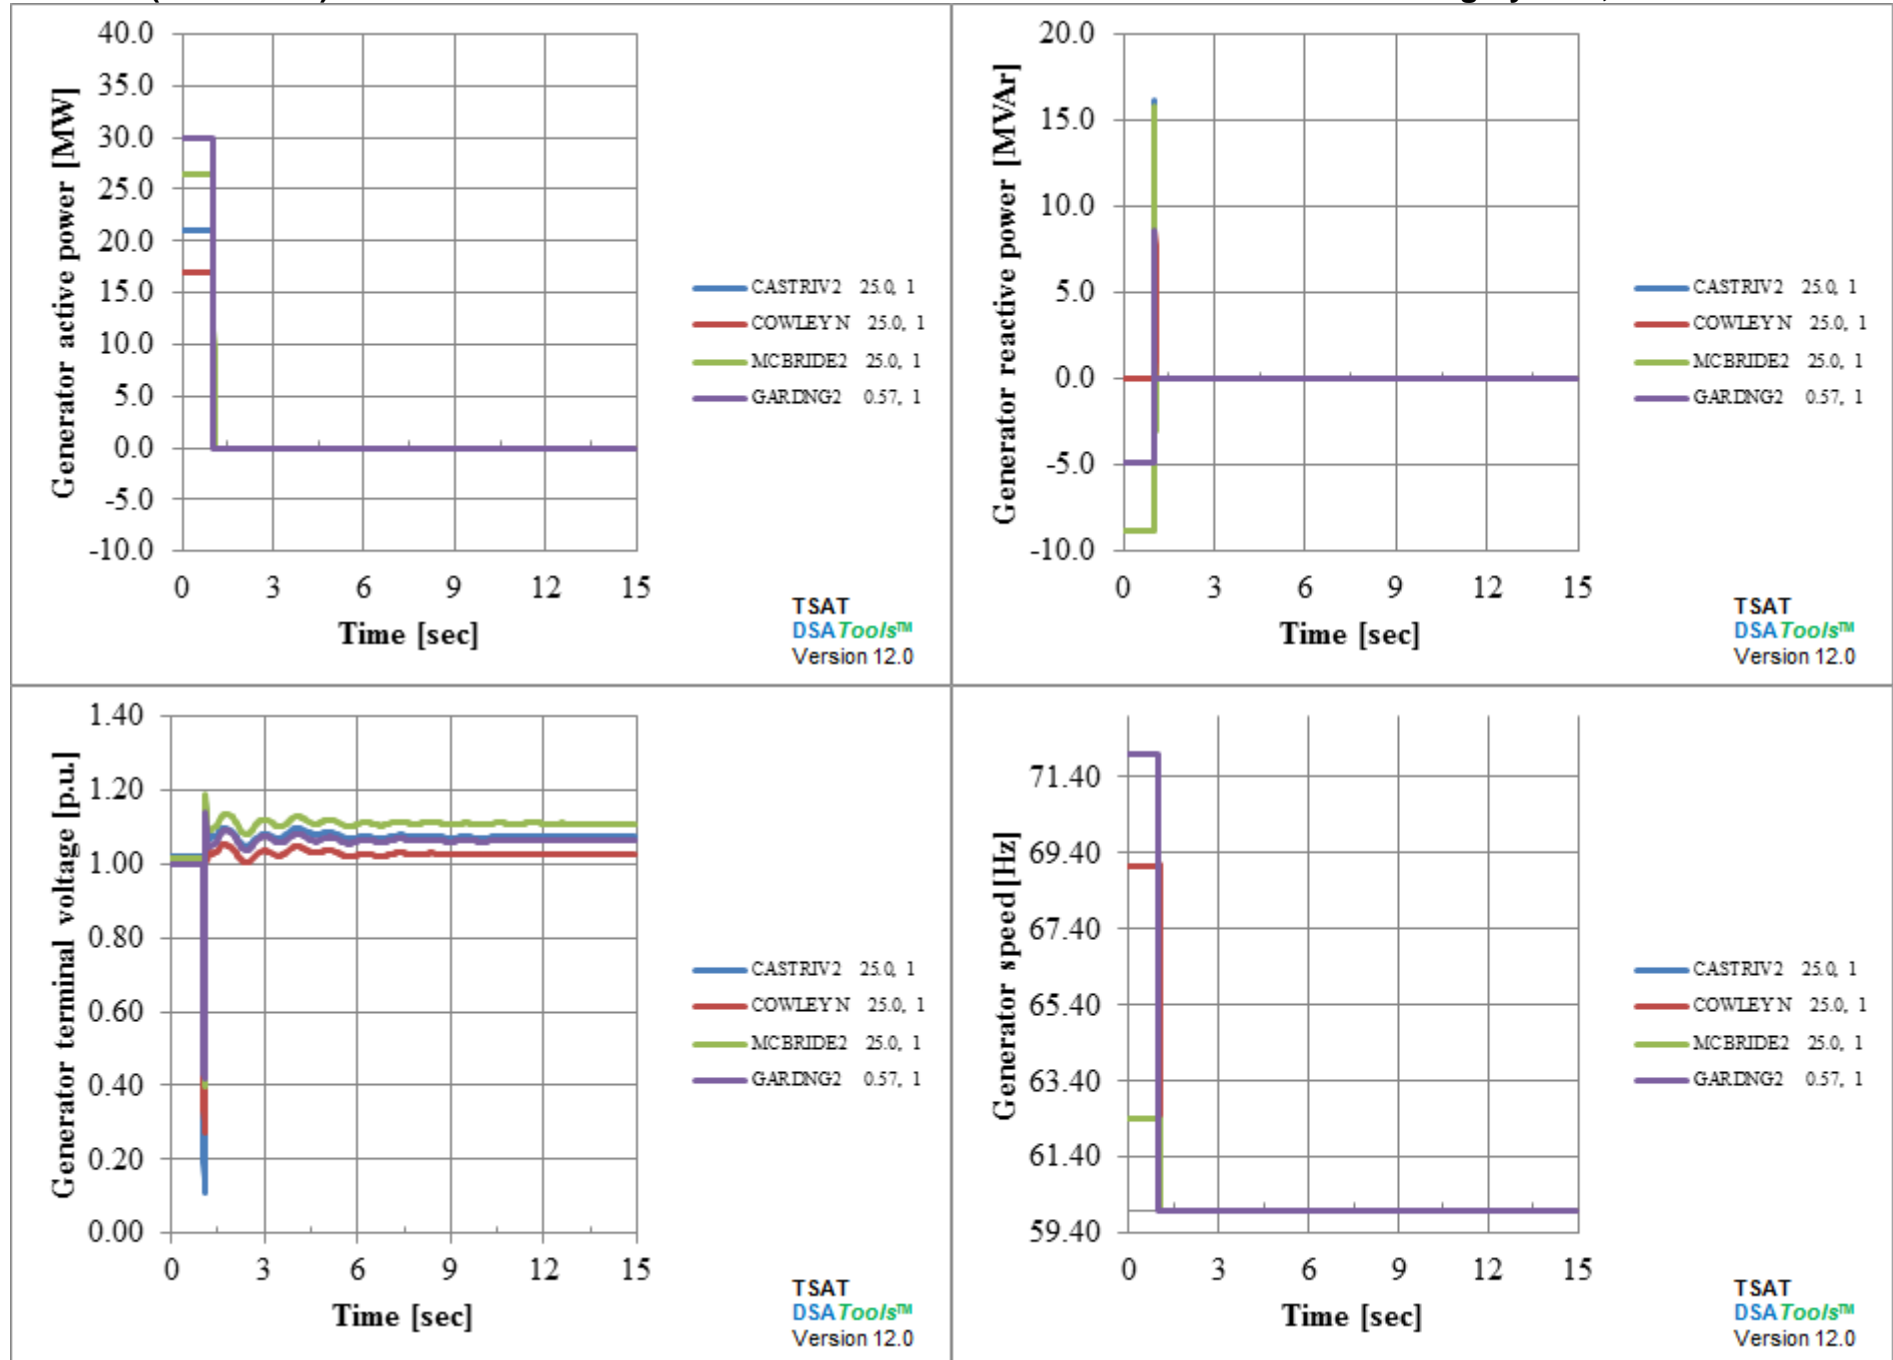 40.0
35.0
30.0
25.0
20.0
15.0
10.0
5.0
0.0
-5.0
-10.0
Generator active power [MW]
0 3 6 9 12 15
Time [sec]
CASTRIV2 25.0, 1
COWLEY N 25.0, 1
MCBRIDE2 25.0, 1
GARDNG2 0.57, 1
TSAT
DSATools™
Version 12.0
20.0
15.0
10.0
5.0
0.0
-5.0
-10.0
Generator reactive power [MVAr]
0 3 6 9 12 15
Time [sec]
CASTRIV2 25.0, 1
COWLEY N 25.0, 1
MCBRIDE2 25.0, 1
GARDNG2 0.57, 1
TSAT
DSATools™
Version 12.0
1.40
1.20
1.00
0.80
0.60
0.40
0.20
0.00
Generator terminal voltage [p.u.]
0 3 6 9 12 15
Time [sec]
CASTRIV2 25.0, 1
COWLEY N 25.0, 1
MCBRIDE2 25.0, 1
GARDNG2 0.57, 1
TSAT
DSATools™
Version 12.0
71.40
69.40
67.40
65.40
63.40
61.40
59.40
Generator speed [Hz]
0 3 6 9 12 15
Time [sec]
CASTRIV2 25.0, 1
COWLEY N 25.0, 1
MCBRIDE2 25.0, 1
GARDNG2 0.57, 1
TSAT
DSATools™
Version 12.0